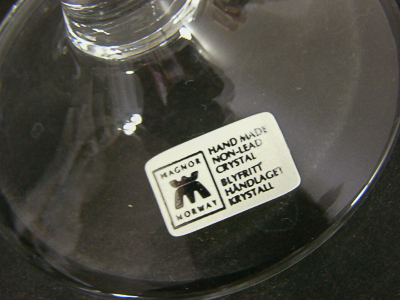 MAGNOR
NORWAY
HAND MADE
NON-LEAD
CRYSTAL
BLYFRITT
HÅNDLAGET
KRYSTALL